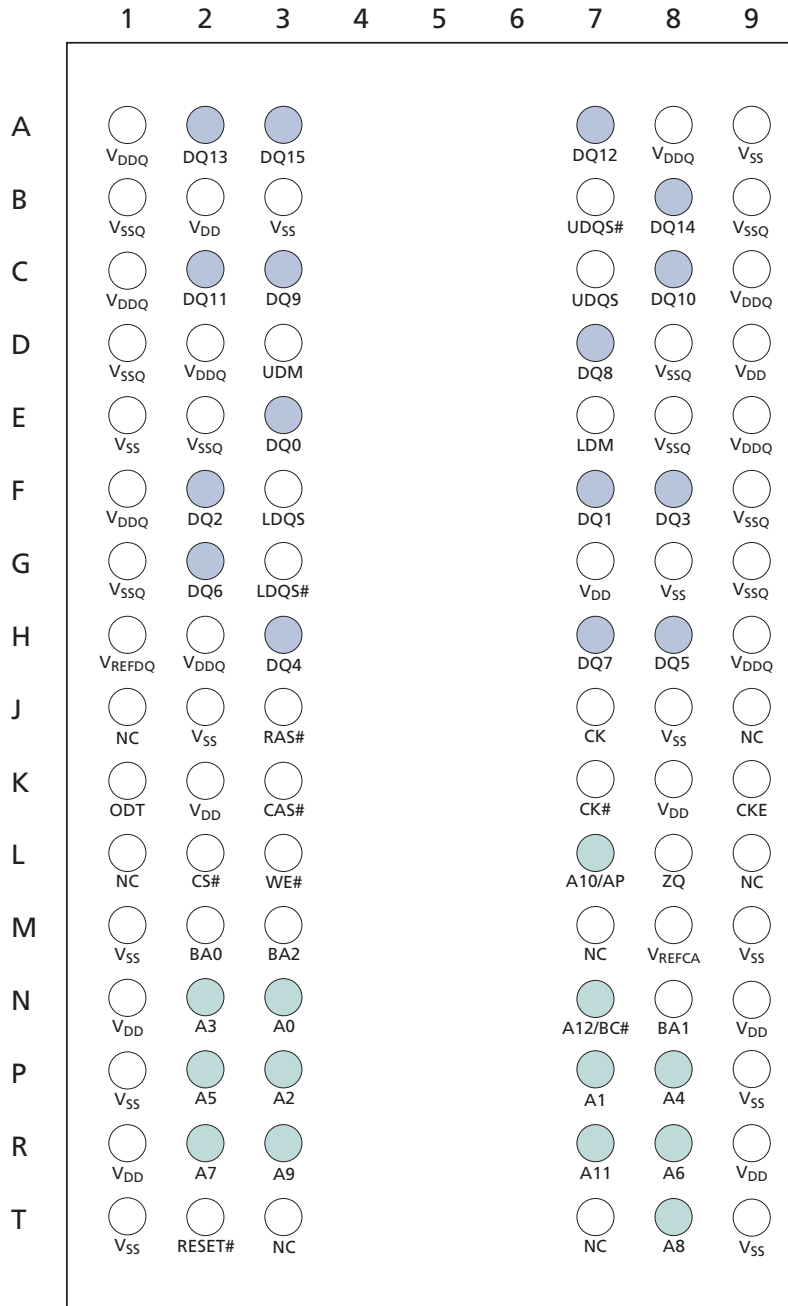 1 2 3 4 5 6 7 8 9
A
VDDQ DQ13 DQ15 DQ12 VDDQ VSS
B
VSSQ VDD VSS UDQS# DQ14 VSSQ
C
VDDQ DQ11 DQ9 UDQS DQ10 VDDQ
D
VSSQ VDDQ UDM DQ8 VSSQ VDD
E
VSS VSSQ DQ0 LDM VSSQ VDDQ
F
VDDQ DQ2 LDQS DQ1 DQ3 VSSQ
G
VSSQ DQ6 LDQS# VDD VSS VSSQ
H
VREFDQ VDDQ DQ4 DQ7 DQ5 VDDQ
J
NC VSS RAS# CK VSS NC
K
ODT VDD CAS# CK# VDD CKE
L
NC CS# WE# A10/AP ZQ NC
M
VSS BA0 BA2 NC VREFCA VSS
N
VDD A3 A0 A12/BC# BA1 VDD
P
VSS A5 A2 A1 A4 VSS
R
VDD A7 A9 A11 A6 VDD
T
VSS RESET# NC NC A8 VSS